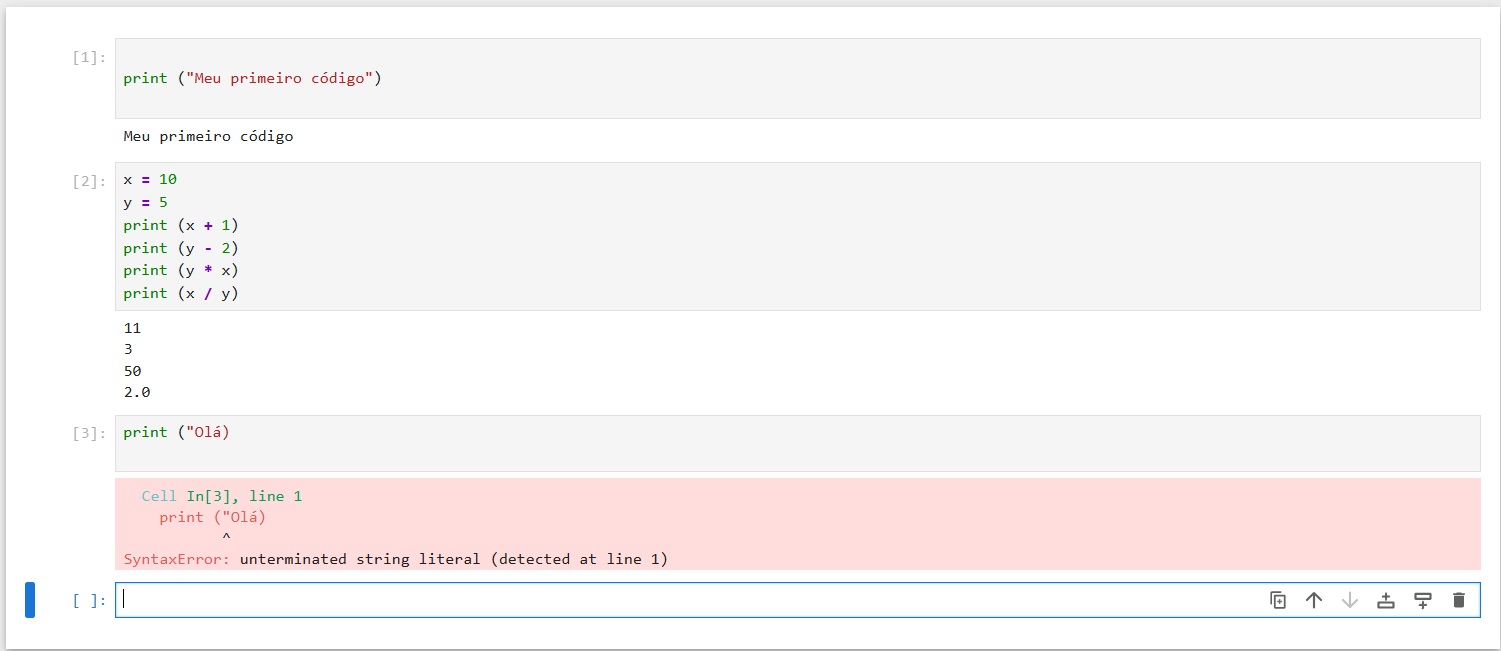 [1]:
print ("Meu primeiro código")
Meu primeiro código
[2]: x = 10
y = 5
print (x + 1)
print (y - 2)
print (y * x)
print (x / y)
11
3
50
2.0
[3]: print ("Olá)
Cell In[3], line 1
print ("Olá)
^
SyntaxError: unterminated string literal (detected at line 1)
[ ]: